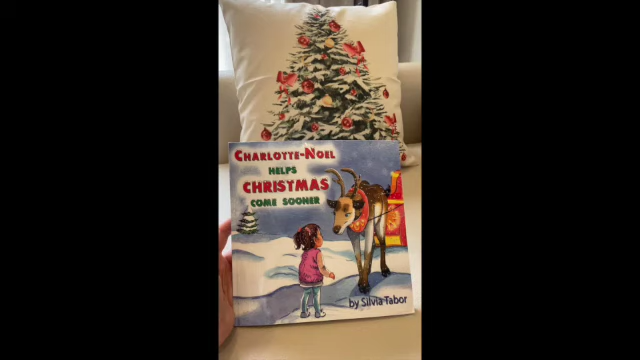 CHARLOTTE-NOEL
HELPS
CHRISTMAS
COME SOONER
by Silvia Tabor